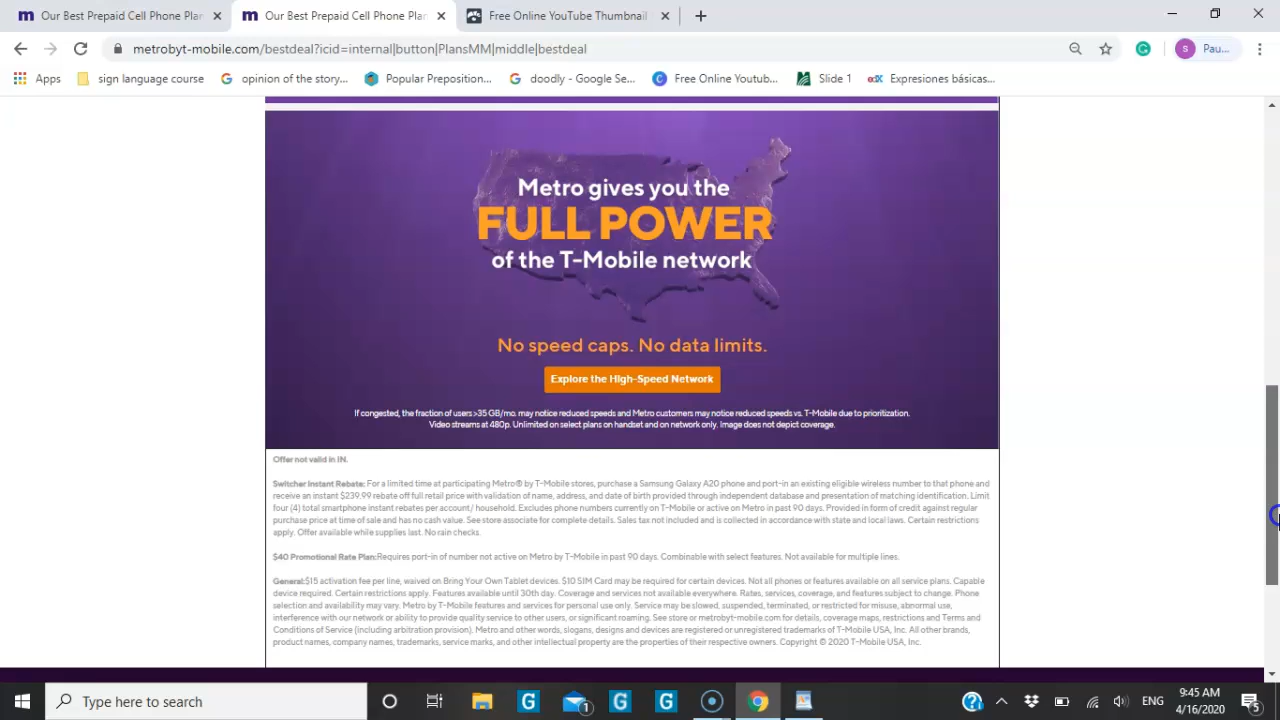 Our Best Prepaid Cell Phone Plan
Our Best Prepaid Cell Phone Plan
Free Online YouTube Thumbnail
metrobyt-mobile.com/bestdeal?icid=internal|button|PlansMM|middle|bestdeal
S Pau...
Apps
sign language course
opinion of the story...
Popular Preposition...
doodly - Google Se...
Free Online Youtub...
Slide 1
edX Expresiones básicas...
Metro gives you the
FULL POWER
of the T-Mobile network
No speed caps. No data limits.
Explore the High-Speed Network
If congested, the fraction of users >35 GB/mo. may notice reduced speeds and Metro customers may notice reduced speeds vs. T-Mobile due to prioritization.
Video streams at 480p. Unlimited on select plans on handset and on network only. Image does not depict coverage.
Offer not valid in IN.
Switcher Instant Rebate: For a limited time at participating Metro® by T-Mobile stores, purchase a Samsung Galaxy A20 phone and port-in an existing eligible wireless number to that phone and
receive an instant $239.99 rebate off full retail price with validation of name, address, and date of birth provided through independent database and presentation of matching identification. Limit
four (4) total smartphone instant rebates per account/ household. Excludes phone numbers currently on T-Mobile or active on Metro in past 90 days. Provided in form of credit against regular
purchase price at time of sale and has no cash value. See store associate for complete details. Sales tax not included and is collected in accordance with state and local laws. Certain restrictions
apply. Offer available while supplies last. No rain checks.
$40 Promotional Rate Plan:Requires port-in of number not active on Metro by T-Mobile in past 90 days. Combinable with select features. Not available for multiple lines.
General:$15 activation fee per line, waived on Bring Your Own Tablet devices. $10 SIM Card may be required for certain devices. Not all phones or features available on all service plans. Capable
device required. Certain restrictions apply. Features available until 30th day. Coverage and services not available everywhere. Rates, services, coverage, and features subject to change. Phone
selection and availability may vary. Metro by T-Mobile features and services for personal use only. Service may be slowed, suspended, terminated, or restricted for misuse, abnormal use,
interference with our network or ability to provide quality service to other users, or significant roaming. See store or metrobyt-mobile.com for details, coverage maps, restrictions and Terms and
Conditions of Service (including arbitration provision). Metro and other words, slogans, designs and devices are registered or unregistered trademarks of T-Mobile USA, Inc. All other brands,
product names, company names, trademarks, service marks, and other intellectual property are the properties of their respective owners. Copyright © 2020 T-Mobile USA, Inc.
Type here to search
1
ENG
9:45 AM
4/16/2020
5